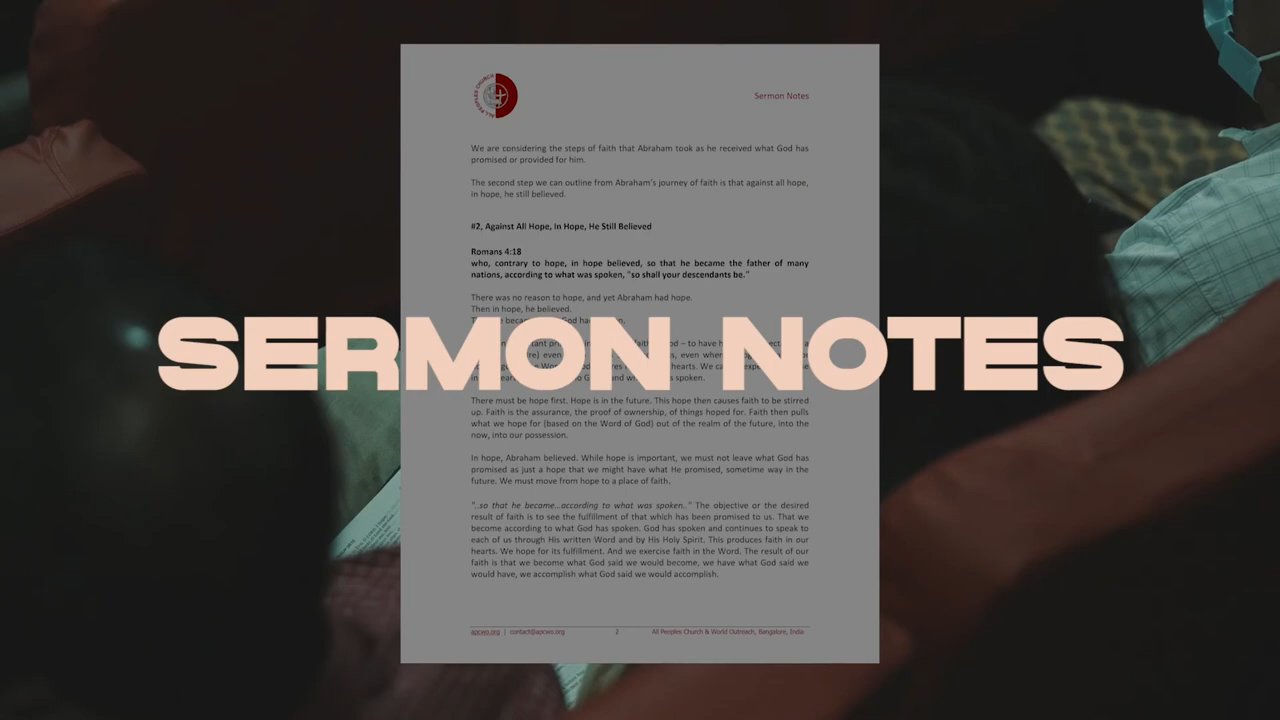 ALL PEOPLES CHURCH
Sermon Notes
We are considering the steps of faith that Abraham took as he received what God has
promised or provided for him.
The second step we can outline from Abraham's journey of faith is that against all hope,
in hope, he still believed.
#2, Against All Hope, In Hope, He Still Believed
Romans 4:18
who, contrary to hope, in hope believed, so that he became the father of many
nations, according to what was spoken, "so shall your descendants be."
There was no reason to hope, and yet Abraham had hope.
Then in hope, he believed.
SERMON NOTES
There must be hope first. Hope is in the future. This hope then causes faith to be stirred
up. Faith is the assurance, the proof of ownership, of things hoped for. Faith then pulls
what we hope for (based on the Word of God) out of the realm of the future, into the
now, into our possession.
In hope, Abraham believed. While hope is important, we must not leave what God has
promised as just a hope that we might have what He promised, sometime way in the
future. We must move from hope to a place of faith.
"..so that he became...according to what was spoken.." The objective or the desired
result of faith is to see the fulfillment of that which has been promised to us. That we
become according to what God has spoken. God has spoken and continues to speak to
each of us through His written Word and by His Holy Spirit. This produces faith in our
hearts. We hope for its fulfillment. And we exercise faith in the Word. The result of our
faith is that we become what God said we would become, we have what God said we
would have, we accomplish what God said we would accomplish.
apcwo.org | contact@apcwo.org 2 All Peoples Church & World Outreach, Bangalore, India